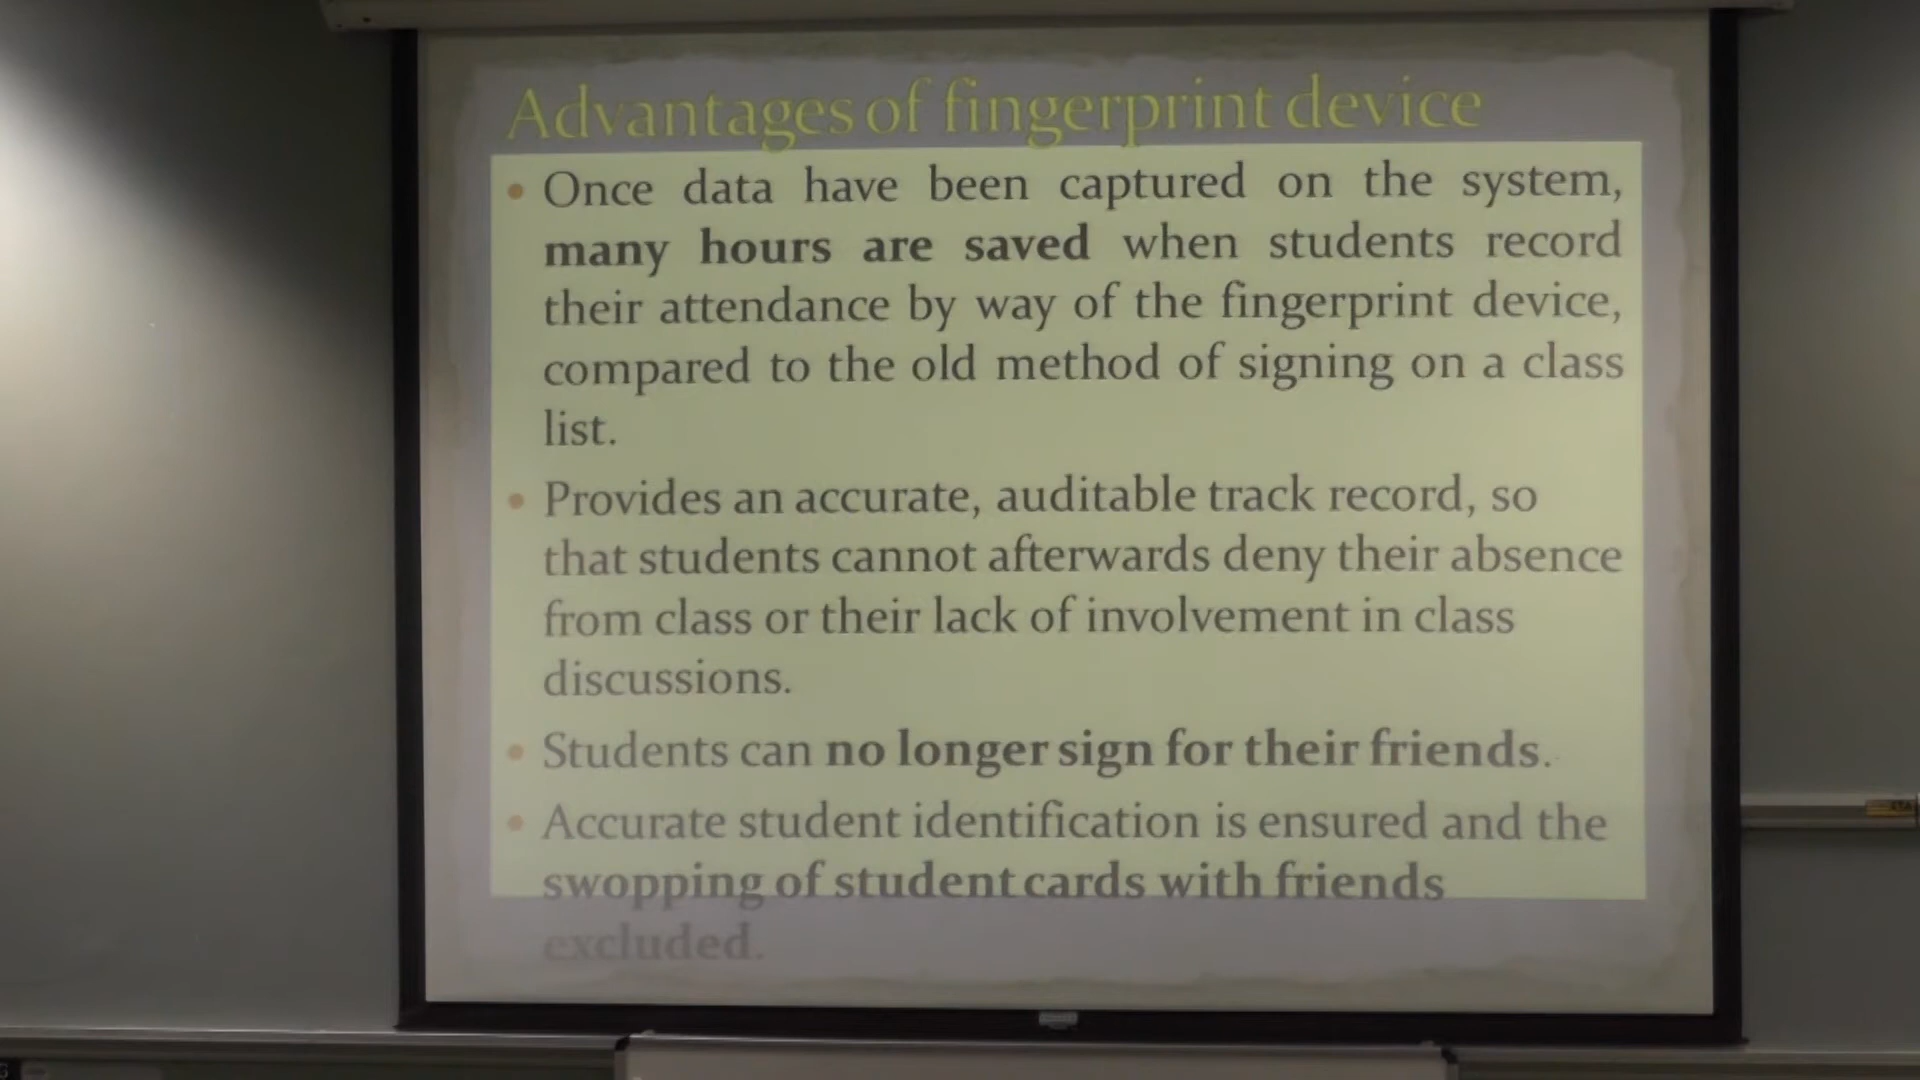 Advantages of fingerprint device
• Once data have been captured on the system,
many hours are saved when students record
their attendance by way of the fingerprint device,
compared to the old method of signing on a class
list.
• Provides an accurate, auditable track record, so
that students cannot afterwards deny their absence
from class or their lack of involvement in class
discussions.
• Students can no longer sign for their friends.
• Accurate student identification is ensured and the
swopping of student cards with friends
excluded.